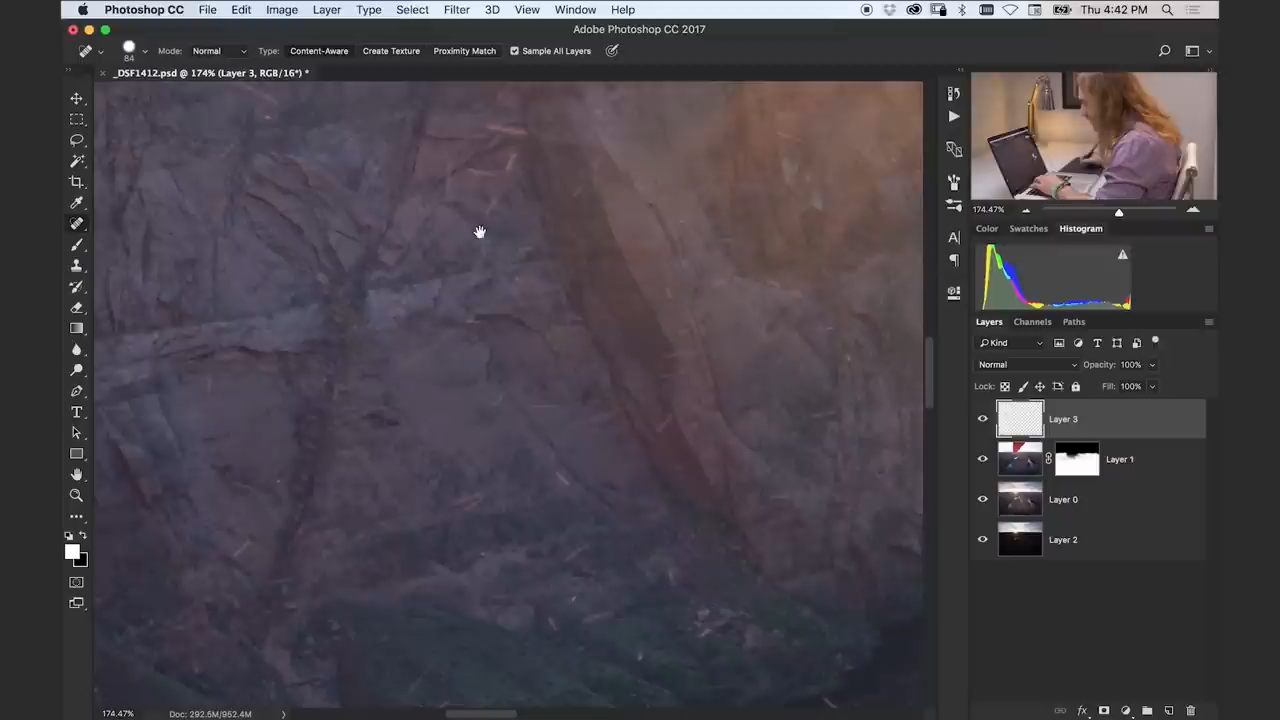 Photoshop CC File Edit Image Layer Type Select Filter 3D View Window Help Thu 4:42 PM
Adobe Photoshop CC 2017
84 Mode: Normal Type: Content-Aware Create Texture Proximity Match Sample All Layers
_DSF1412.psd @ 174% (Layer 3, RGB/16*) *
174.47%
Color Swatches Histogram
Layers Channels Paths
Kind
Normal Opacity: 100%
Lock: Fill: 100%
Layer 3
Layer 1
Layer 0
Layer 2
174.47% Doc: 292.5M/952.4M